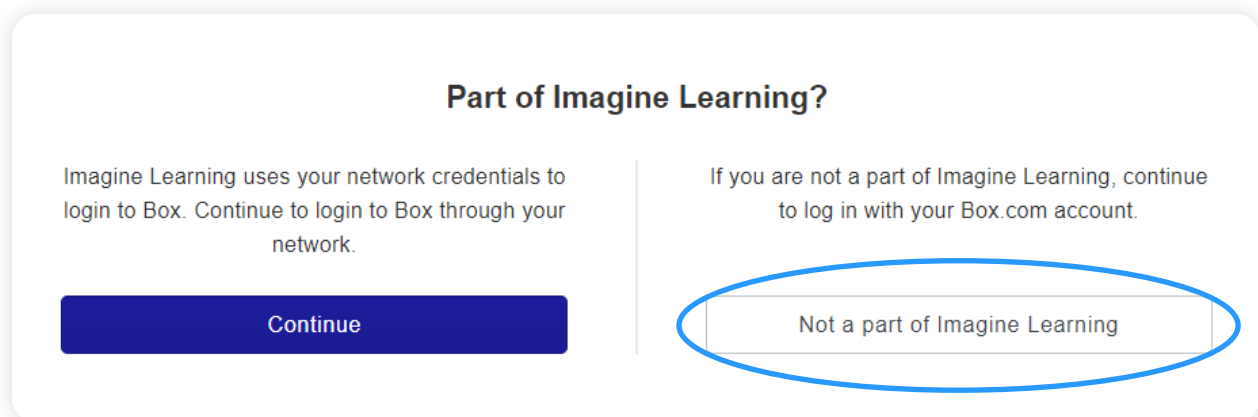 Part of Imagine Learning?
Imagine Learning uses your network credentials to
login to Box. Continue to login to Box through your
network.
Continue
If you are not a part of Imagine Learning, continue
to log in with your Box.com account.
Not a part of Imagine Learning